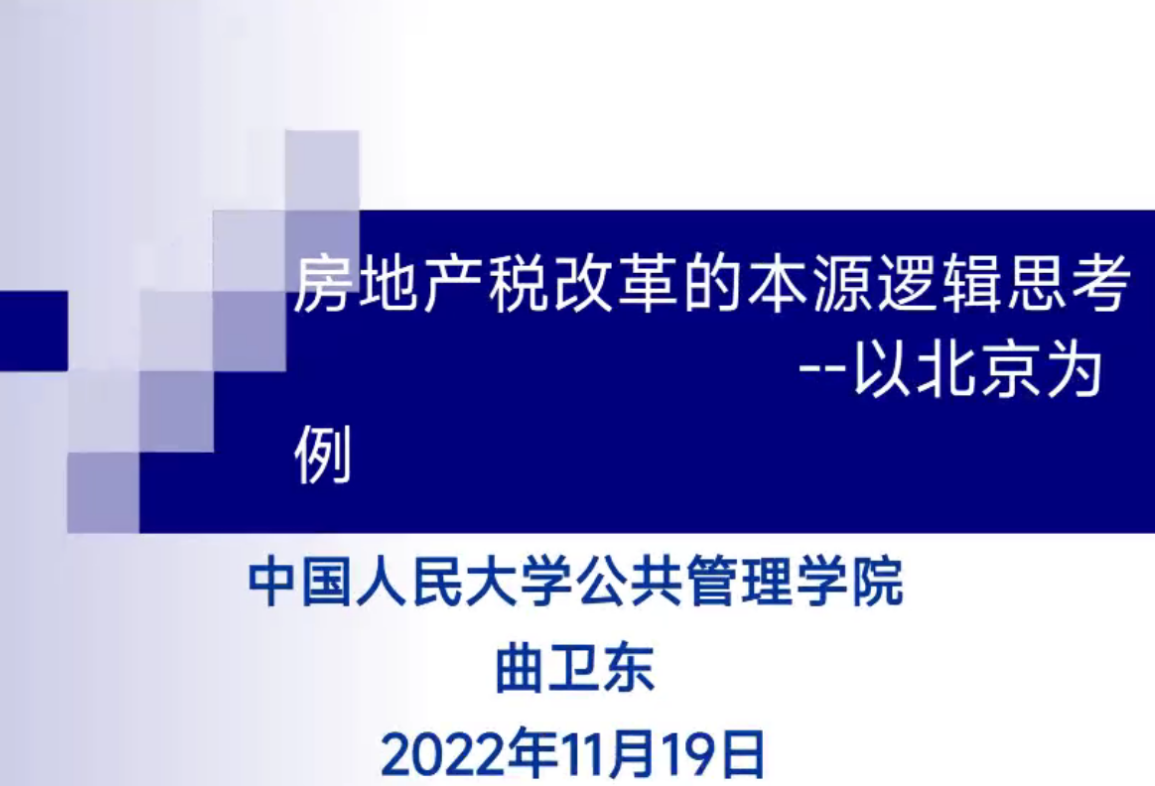 房地产税改革的本源逻辑思考
--以北京为
例
中国人民大学公共管理学院
曲卫东
2022年11月19日